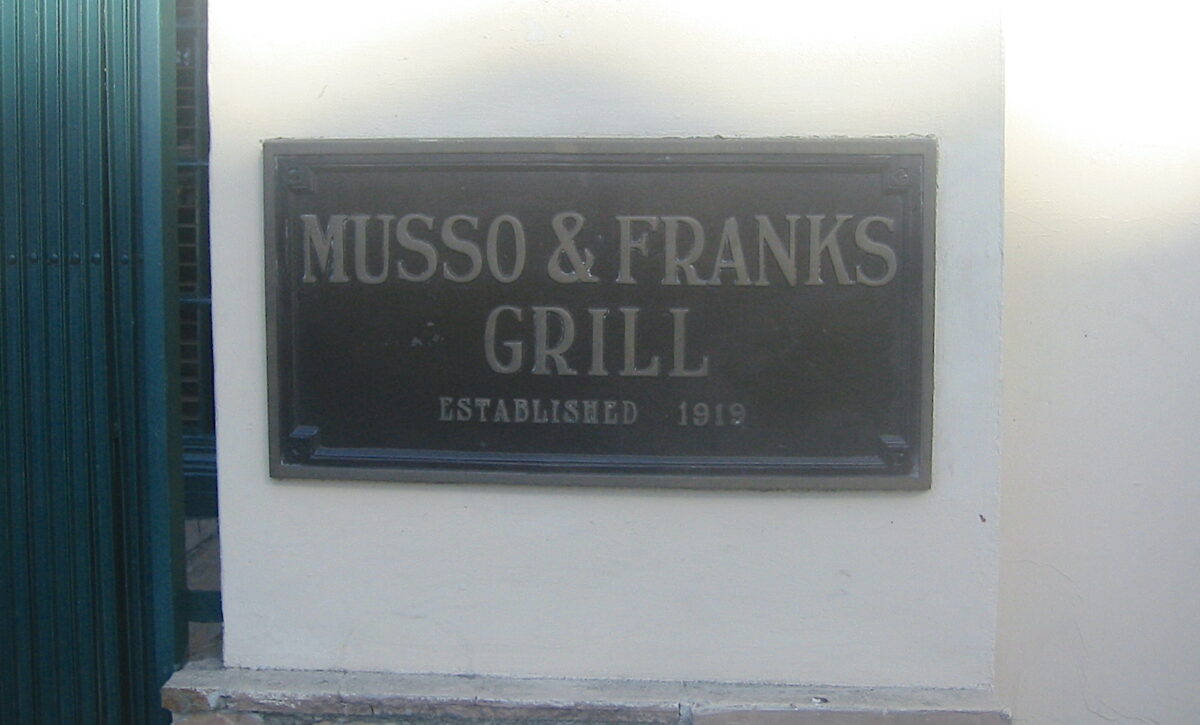 MUSSO & FRANKS
GRILL
ESTABLISHED 1919